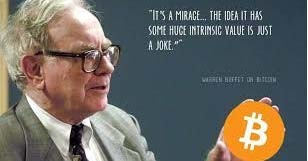 "IT'S A MIRAGE... THE IDEA IT HAS
SOME HUGE INTRINSIC VALUE IS JUST
A JOKE."
WARREN BUFFET ON BITCOIN
₿